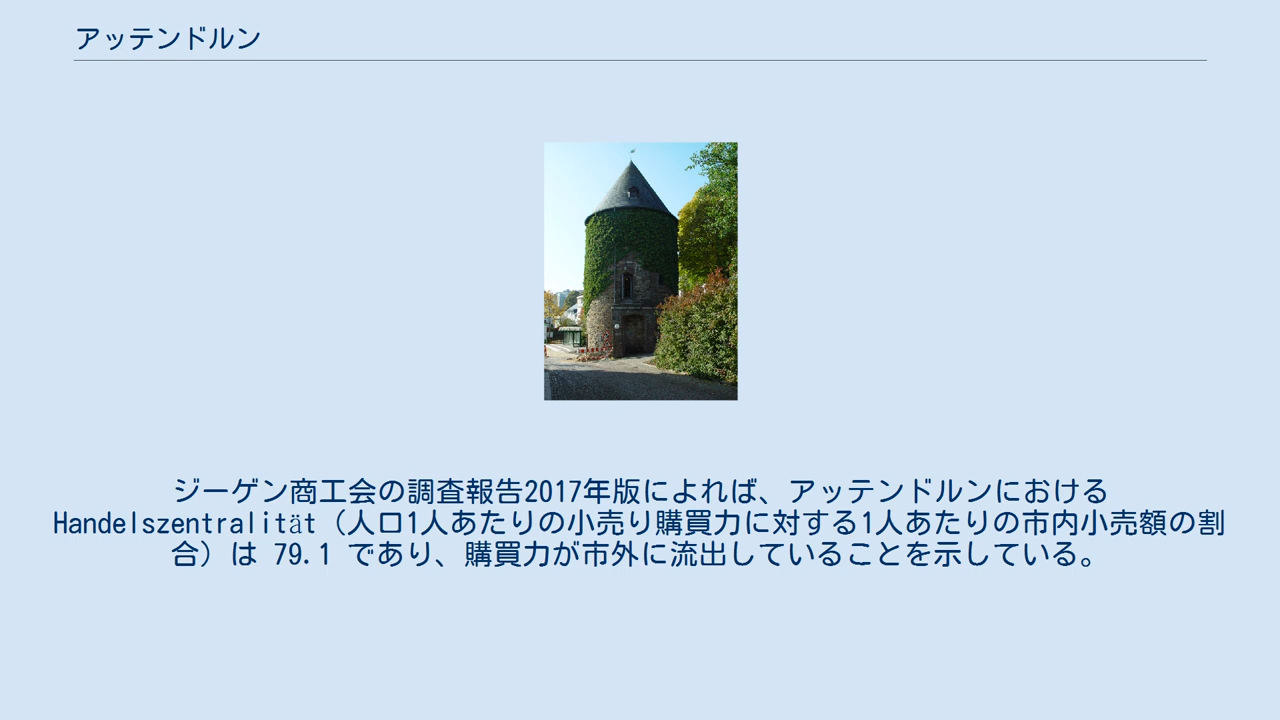 アッテンドルン
ジーゲン商工会の調査報告2017年版によれば、アッテンドルンにおける
Handelszentralität（人口1人あたりの小売り購買力に対する1人あたりの市内小売額の割
合）は 79.1 であり、購買力が市外に流出していることを示している。